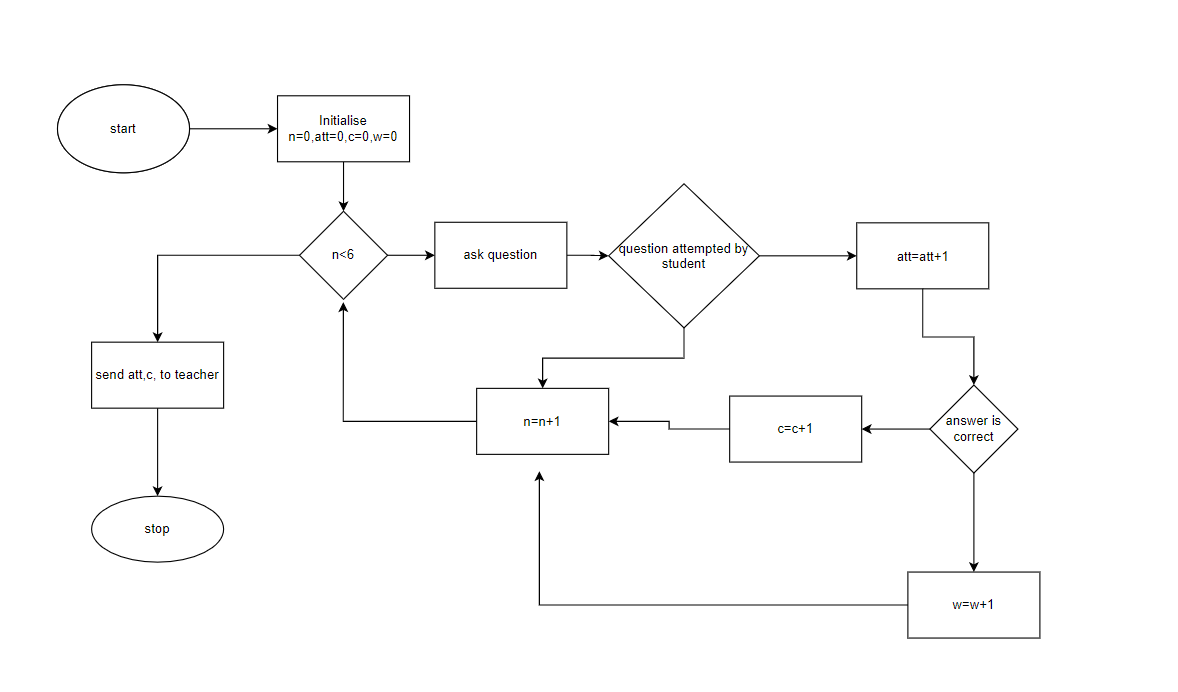 start
Initialise
n=0,att=0,c=0,w=0
n<6
ask question
question attempted by
student
att=att+1
send att,c, to teacher
n=n+1
c=c+1
answer is
correct
stop
w=w+1